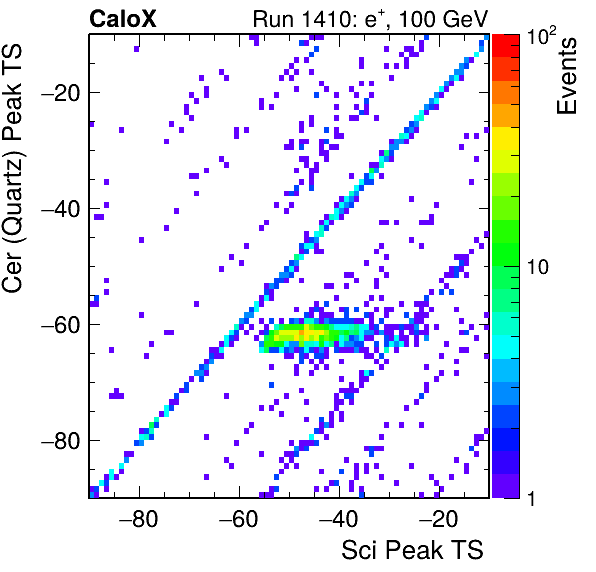 CaloX Run 1410: e⁺, 100 GeV
Cer (Quartz) Peak TS
−20
−40
−60
−80
−80 −60 −40 −20
Sci Peak TS
10²
10
1
Events